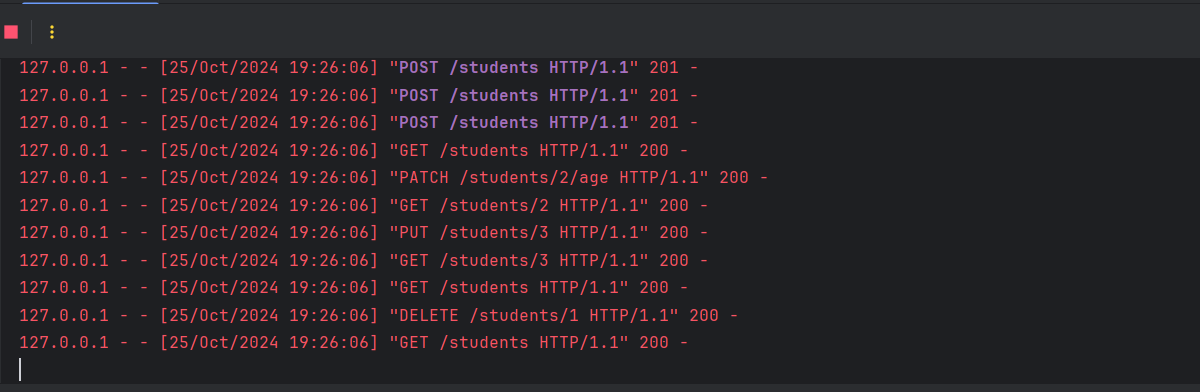 127.0.0.1 - - [25/Oct/2024 19:26:06] "POST /students HTTP/1.1" 201 -
127.0.0.1 - - [25/Oct/2024 19:26:06] "POST /students HTTP/1.1" 201 -
127.0.0.1 - - [25/Oct/2024 19:26:06] "POST /students HTTP/1.1" 201 -
127.0.0.1 - - [25/Oct/2024 19:26:06] "GET /students HTTP/1.1" 200 -
127.0.0.1 - - [25/Oct/2024 19:26:06] "PATCH /students/2/age HTTP/1.1" 200 -
127.0.0.1 - - [25/Oct/2024 19:26:06] "GET /students/2 HTTP/1.1" 200 -
127.0.0.1 - - [25/Oct/2024 19:26:06] "PUT /students/3 HTTP/1.1" 200 -
127.0.0.1 - - [25/Oct/2024 19:26:06] "GET /students/3 HTTP/1.1" 200 -
127.0.0.1 - - [25/Oct/2024 19:26:06] "GET /students HTTP/1.1" 200 -
127.0.0.1 - - [25/Oct/2024 19:26:06] "DELETE /students/1 HTTP/1.1" 200 -
127.0.0.1 - - [25/Oct/2024 19:26:06] "GET /students HTTP/1.1" 200 -